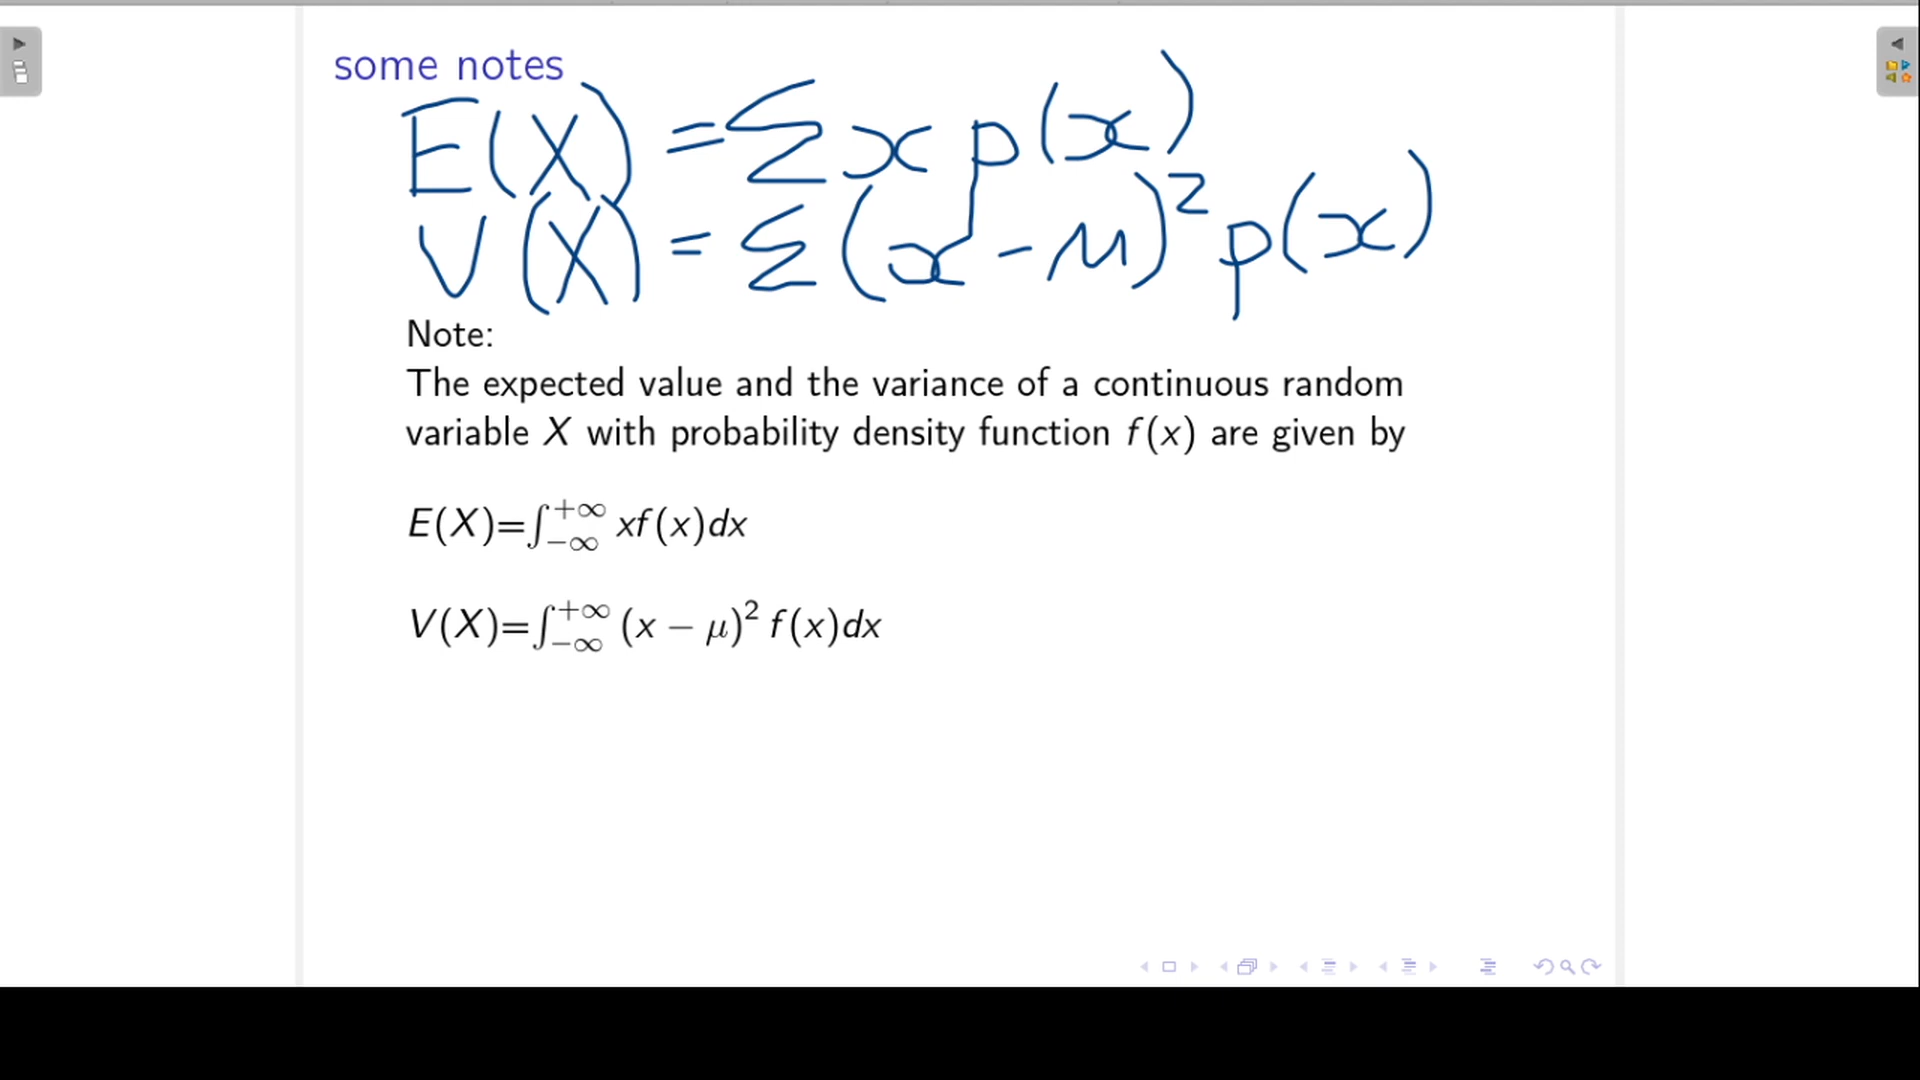 some notes
E(X) = Σ x p(x)
V(X) = Σ (x - μ)² p(x)
Note:
The expected value and the variance of a continuous random
variable X with probability density function f(x) are given by
E(X)=∫₋∞⁺∞ xf(x)dx
V(X)=∫₋∞⁺∞ (x − μ)² f(x)dx